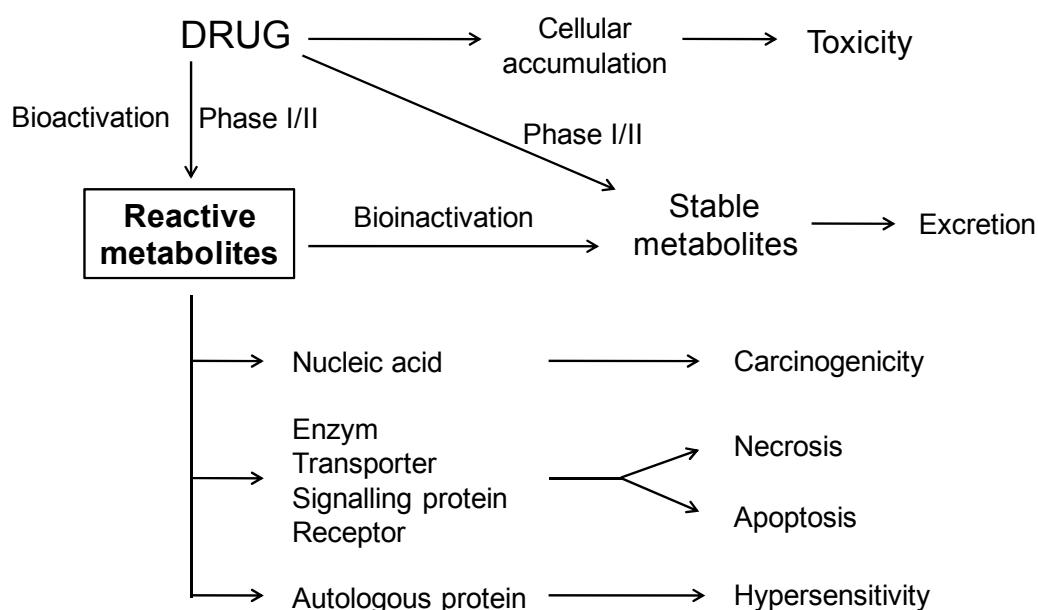 DRUG
Cellular
accumulation
Toxicity
Bioactivation
Phase I/II
Phase I/II
Reactive
metabolites
Bioinactivation
Stable
metabolites
Excretion
Nucleic acid
Carcinogenicity
Enzym
Transporter
Signalling protein
Receptor
Necrosis
Apoptosis
Autologous protein
Hypersensitivity